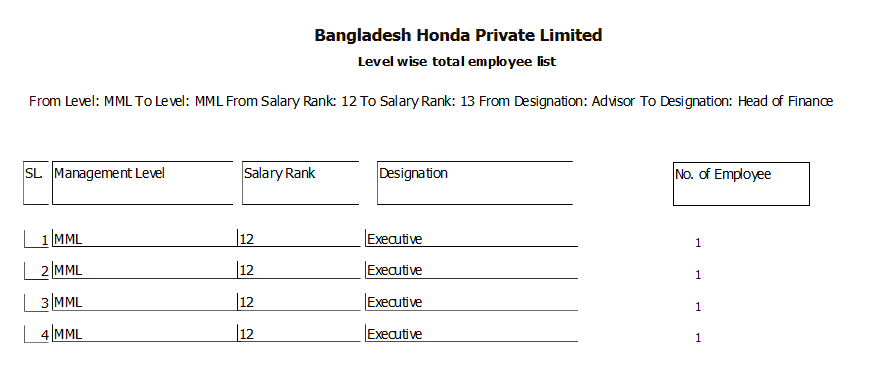 Bangladesh Honda Private Limited
Level wise total employee list
From Level: MML To Level: MML From Salary Rank: 12 To Salary Rank: 13 From Designation: Advisor To Designation: Head of Finance
SL. Management Level Salary Rank Designation No. of Employee
1 MML 12 Executive 1
2 MML 12 Executive 1
3 MML 12 Executive 1
4 MML 12 Executive 1